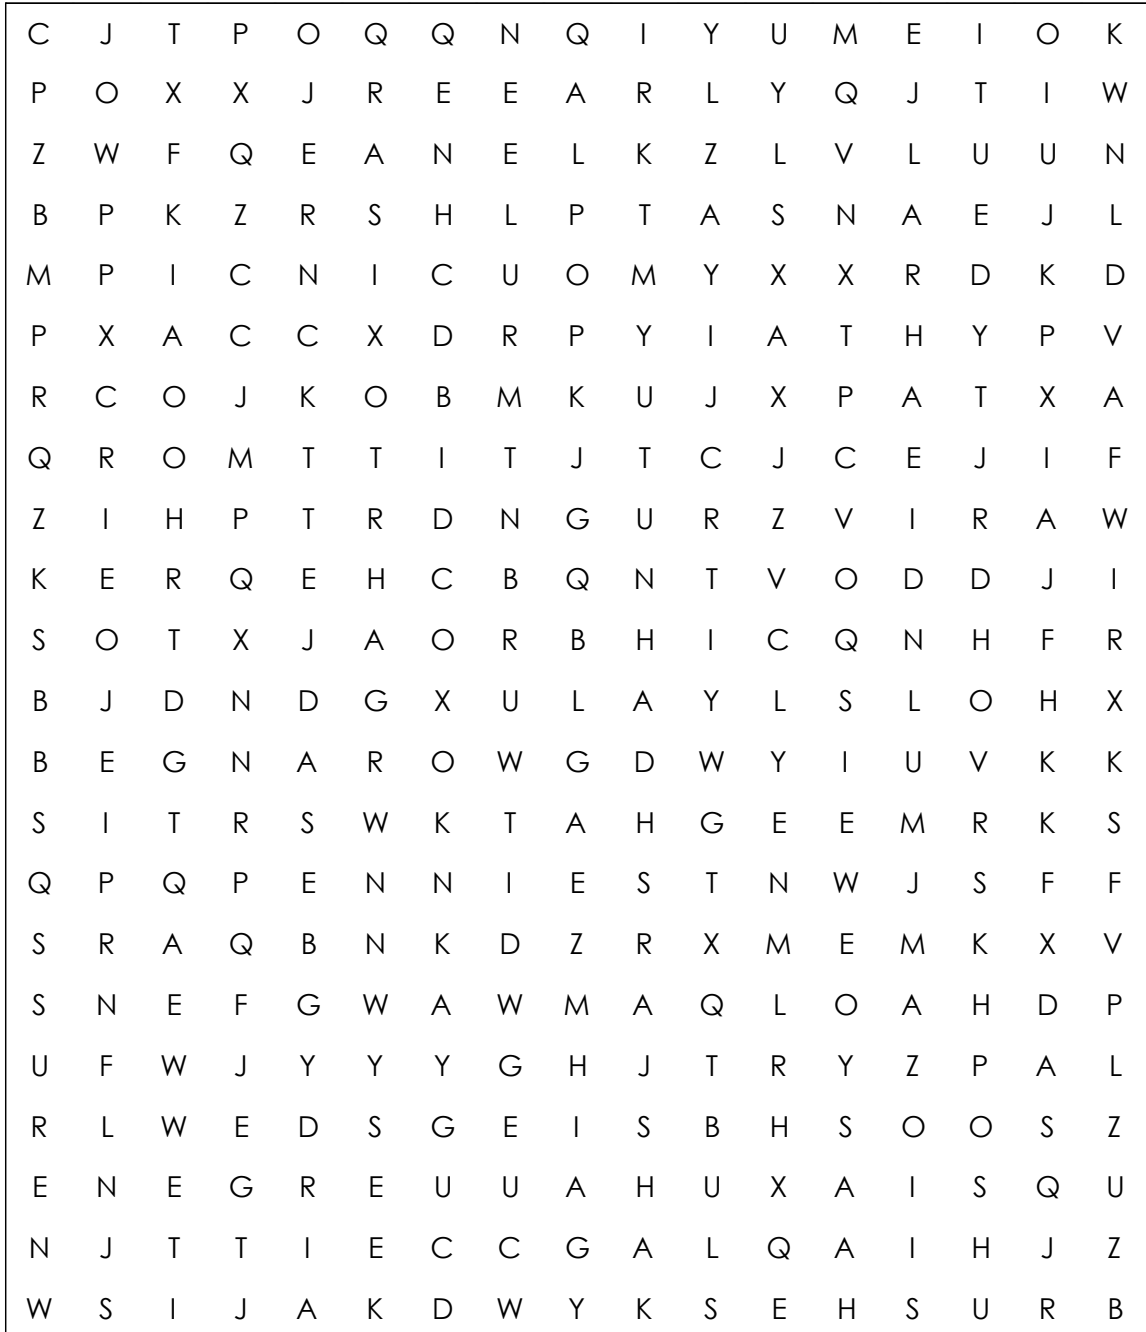 C J T P O Q Q N Q I Y U M E I O K
P O X X J R E E A R L Y Q J T I W
Z W F Q E A N E L K Z L V L U U N
B P K Z R S H L P T A S N A E J L
M P I C N I C U O M Y X X R D K D
P X A C C X D R P Y I A T H Y P V
R C O J K O B M K U J X P A T X A
Q R O M T T I T J T C J C E J I F
Z I H P T R D N G U R Z V I R A W
K E R Q E H C B Q N T V O D D J I
S O T X J A O R B H I C Q N H F R
B J D N D G X U L A Y L S L O H X
B E G N A R O W G D W Y I U V K K
S I T R S W K T A H G E E M R K S
Q P Q P E N N I E S T N W J S F F
S R A Q B N K D Z R X M E M K X V
S N E F G W A W M A Q L O A H D P
U F W J Y Y Y G H J T R Y Z P A L
R L W E D S G E I S B H S O O S Z
E N E G R E U U A H U X A I S Q U
N J T T I E C C G A L Q A I H J Z
W S I J A K D W Y K S E H S U R B